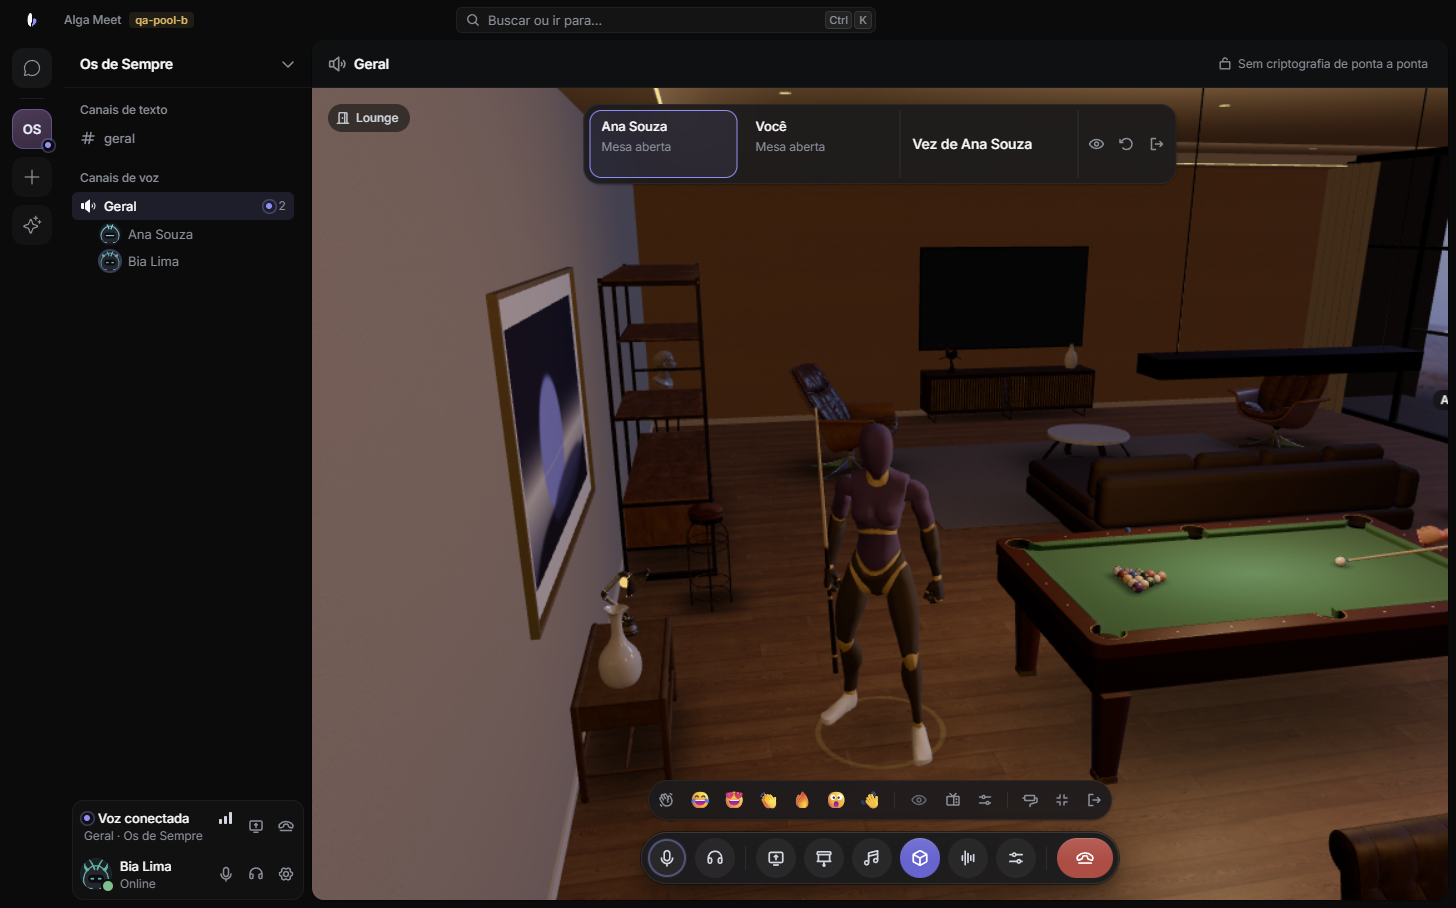 Alga Meet
qa-pool-b
Buscar ou ir para...
Ctrl K
Os de Sempre
Geral
Sem criptografia de ponta a ponta
Canais de texto
# geral
OS
Canais de voz
Geral
2
Ana Souza
Bia Lima
Lounge
Ana Souza
Mesa aberta
Você
Mesa aberta
Vez de Ana Souza
A
Voz conectada
Geral · Os de Sempre
Bia Lima
Online